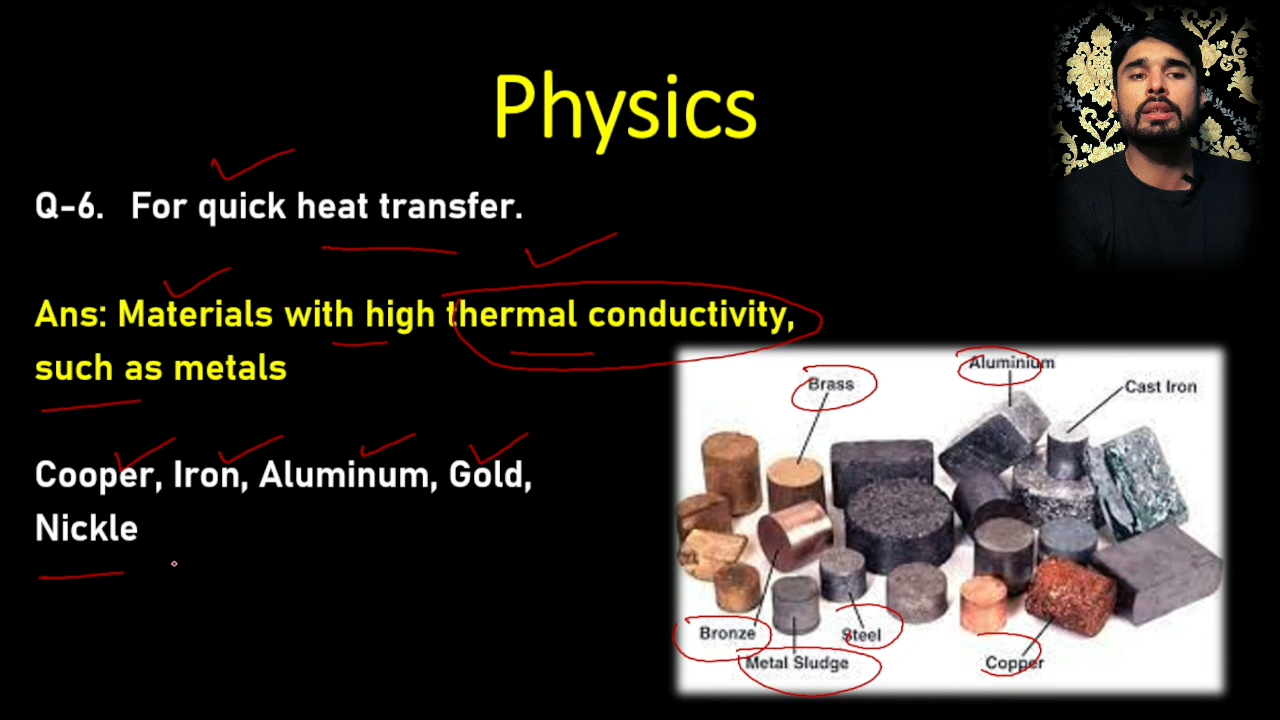 Physics
Q-6. For quick heat transfer.
Ans: Materials with high thermal conductivity,
such as metals
Cooper, Iron, Aluminum, Gold,
Nickle
Aluminium
Brass
Cast Iron
Bronze
Steel
Metal Sludge
Copper